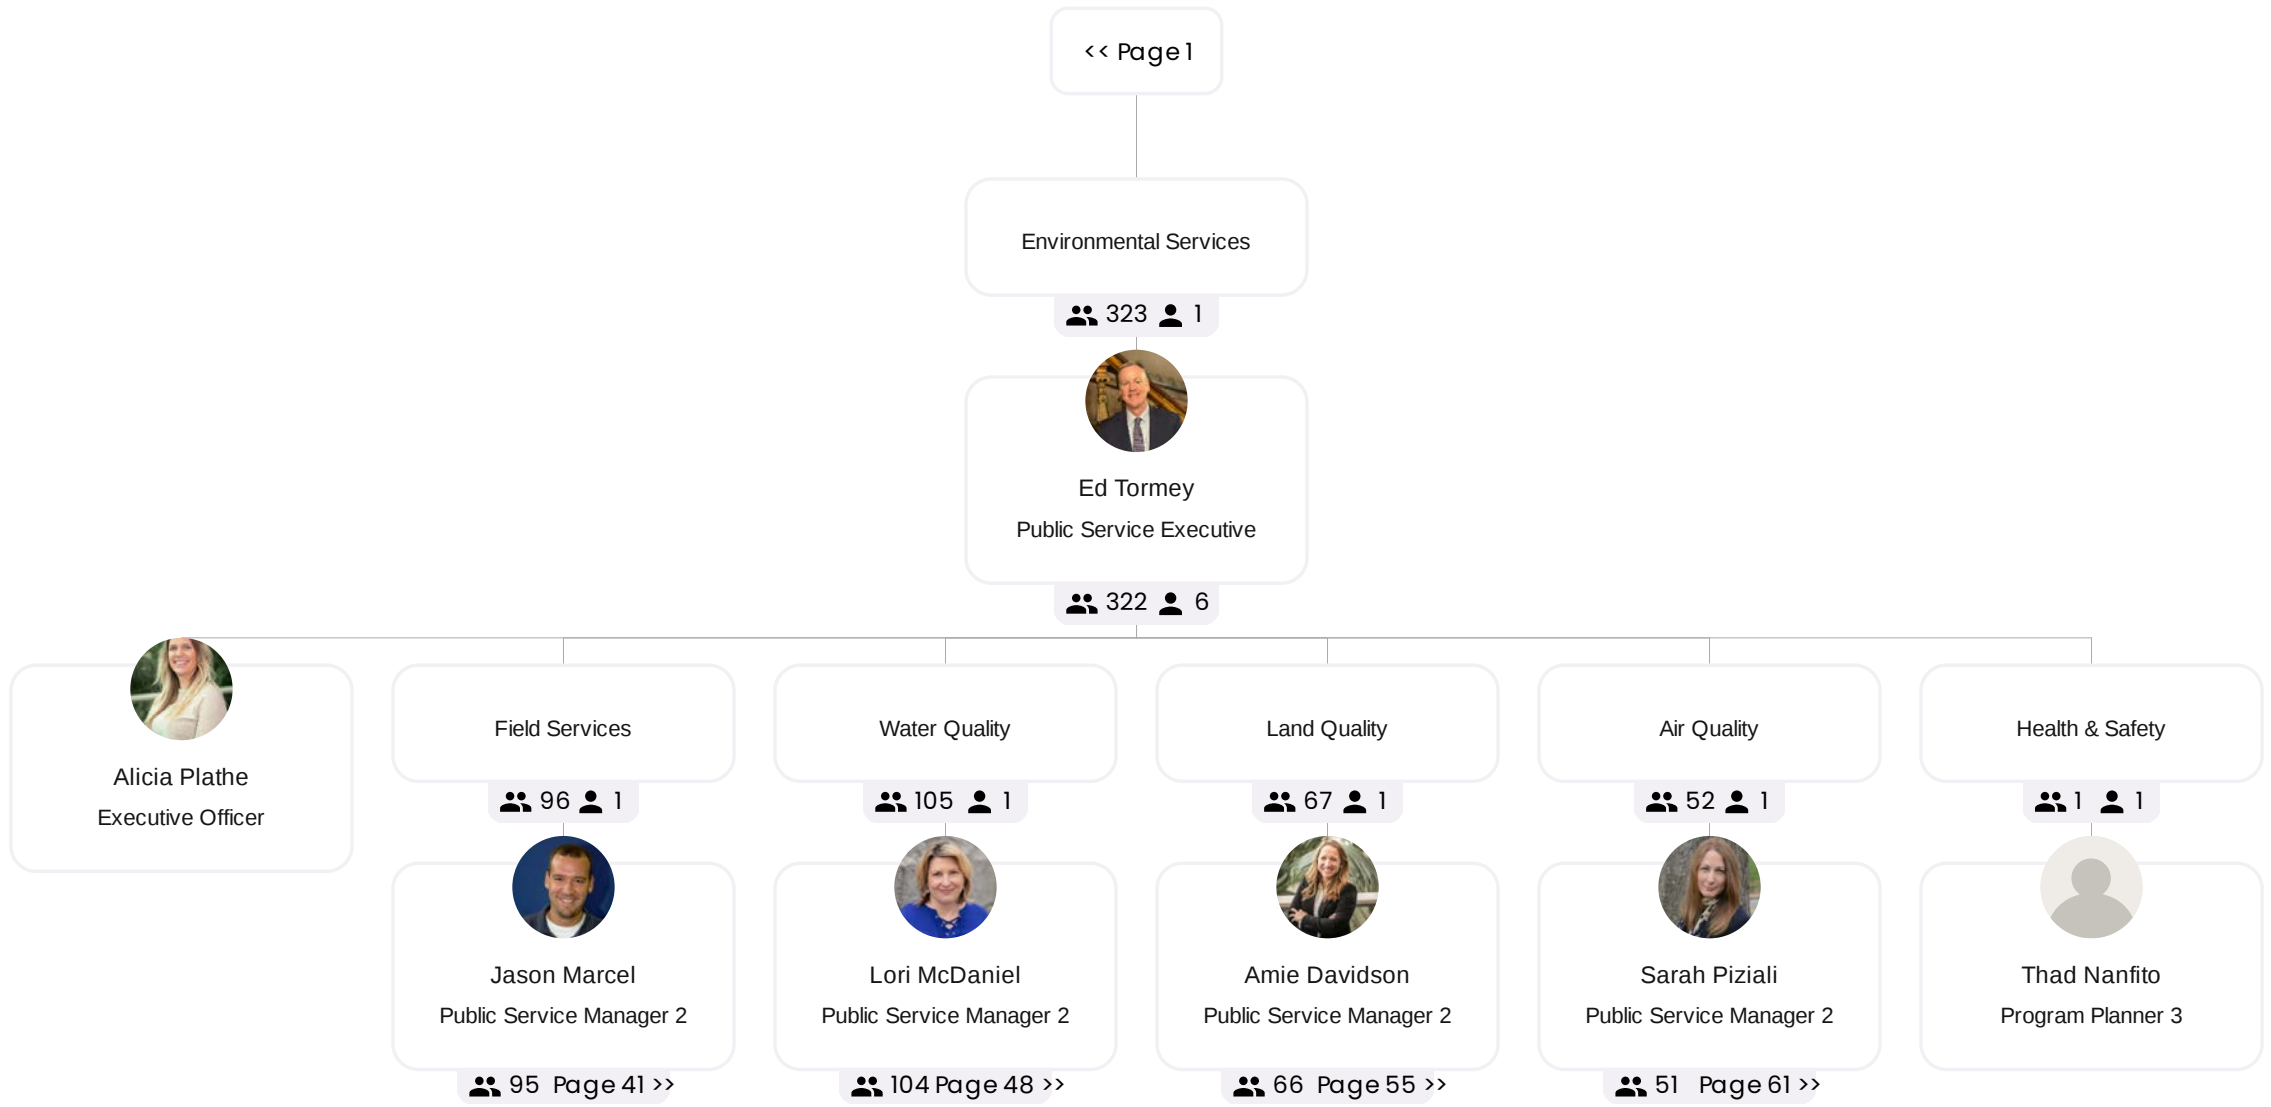 << Page 1
Environmental Services
323 1
Ed Tormey
Public Service Executive
322 6
Alicia Plathe
Executive Officer
Field Services
96 1
Jason Marcel
Public Service Manager 2
95 Page 41 >>
Water Quality
105 1
Lori McDaniel
Public Service Manager 2
104 Page 48 >>
Land Quality
67 1
Amie Davidson
Public Service Manager 2
66 Page 55 >>
Air Quality
52 1
Sarah Piziali
Public Service Manager 2
51 Page 61 >>
Health & Safety
1 1
Thad Nanfito
Program Planner 3